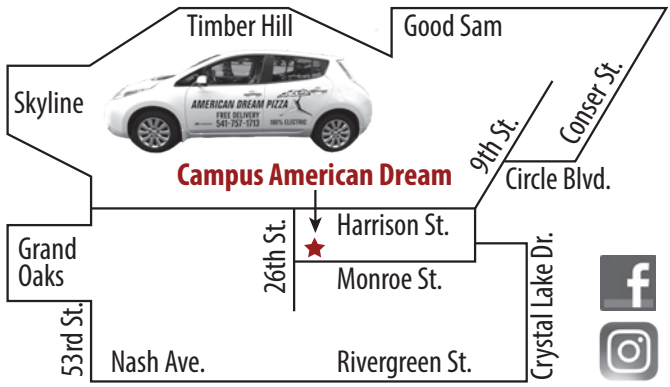 Timber Hill
Good Sam
Skyline
AMERICAN DREAM PIZZA
FREE DELIVERY
541-757-1713
100% ELECTRIC
9th St.
Conser St.
Campus American Dream
Circle Blvd.
26th St.
Harrison St.
Grand
Oaks
Monroe St.
Crystal Lake Dr.
53rd St.
Nash Ave.
Rivergreen St.
f